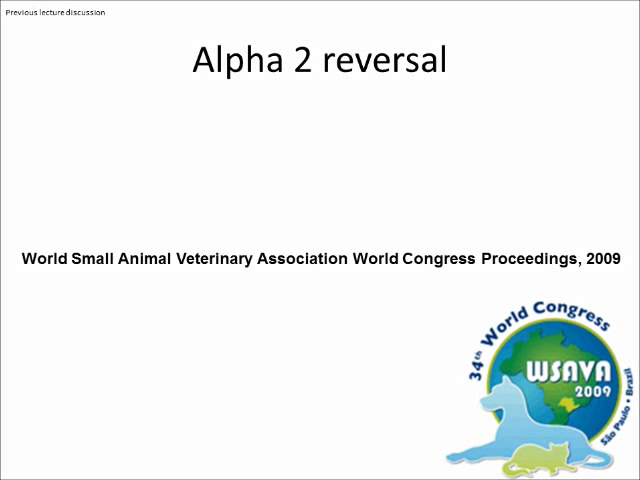 Previous lecture discussion
Alpha 2 reversal
World Small Animal Veterinary Association World Congress Proceedings, 2009
34th World Congress
WSAVA
2009
São Paulo • Brazil